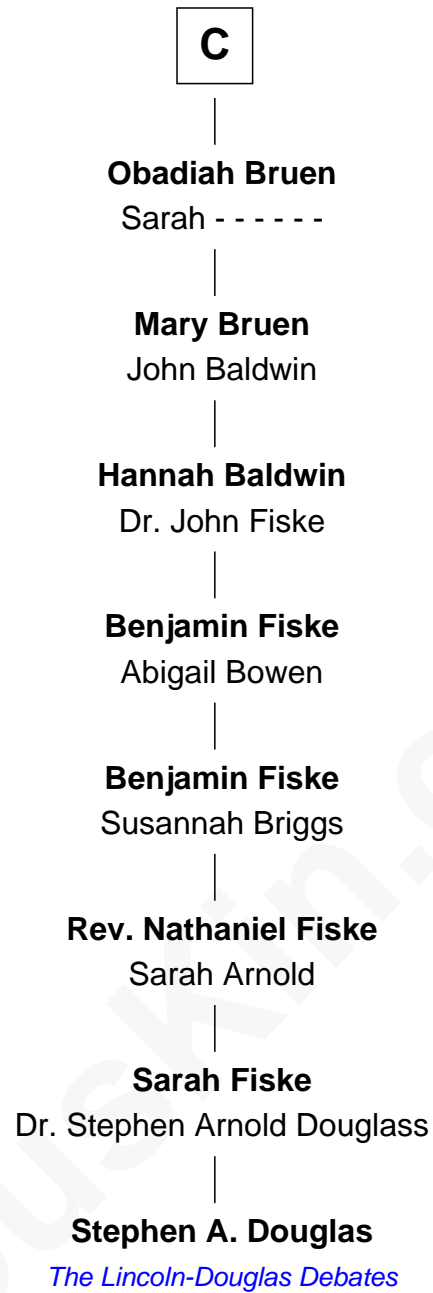 C
Obadiah Bruen
Sarah - - - - - -
Mary Bruen
John Baldwin
Hannah Baldwin
Dr. John Fiske
Benjamin Fiske
Abigail Bowen
Benjamin Fiske
Susannah Briggs
Rev. Nathaniel Fiske
Sarah Arnold
Sarah Fiske
Dr. Stephen Arnold Douglass
Stephen A. Douglas
The Lincoln-Douglas Debates